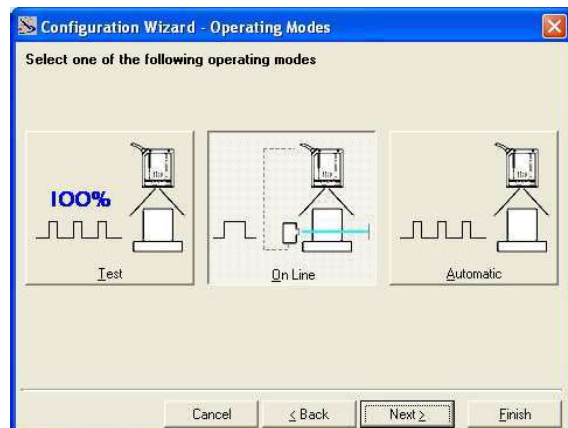 Configuration Wizard - Operating Modes
Select one of the following operating modes
100%
Test
On Line
Automatic
Cancel
< Back
Next >
Finish